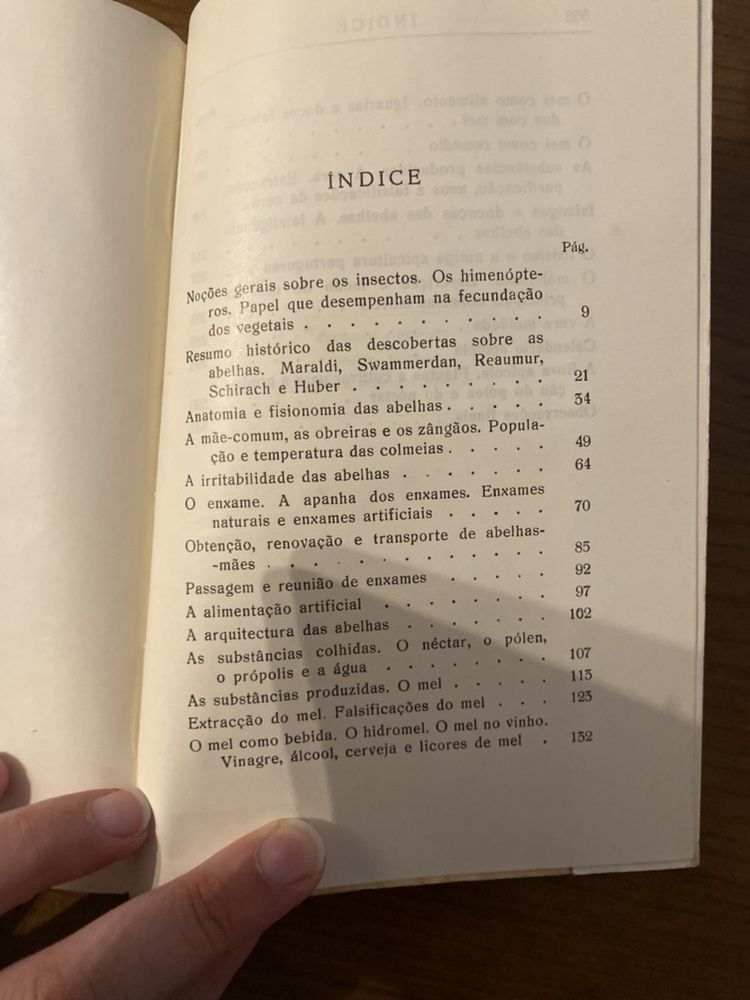 ÍNDICE
Pág.
Noções gerais sobre os insectos. Os himenópte-
ros. Papel que desempenham na fecundação
dos vegetais . . . . . . . . . . 9
Resumo histórico das descobertas sobre as
abelhas. Maraldi, Swammerdan, Reaumur,
Schirach e Huber . . . . . . . . 21
Anatomia e fisionomia das abelhas . . . . . 34
A mãe-comum, as obreiras e os zângãos. Popula-
ção e temperatura das colmeias . . . . . 49
A irritabilidade das abelhas . . . . . . . 64
O enxame. A apanha dos enxames. Enxames
naturais e enxames artificiais . . . . . 70
Obtenção, renovação e transporte de abelhas-
-mães . . . . . . . . . . . . 85
Passagem e reunião de enxames . . . . . 92
A alimentação artificial . . . . . . . 97
A arquitectura das abelhas . . . . . . . 102
As substâncias colhidas. O néctar, o pólen,
o própolis e a água . . . . . . . 107
As substâncias produzidas. O mel . . . . . 113
Extracção do mel. Falsificações do mel . . . 123
O mel como bebida. O hidromel. O mel no vinho.
Vinagre, álcool, cerveja e licores de mel . 132